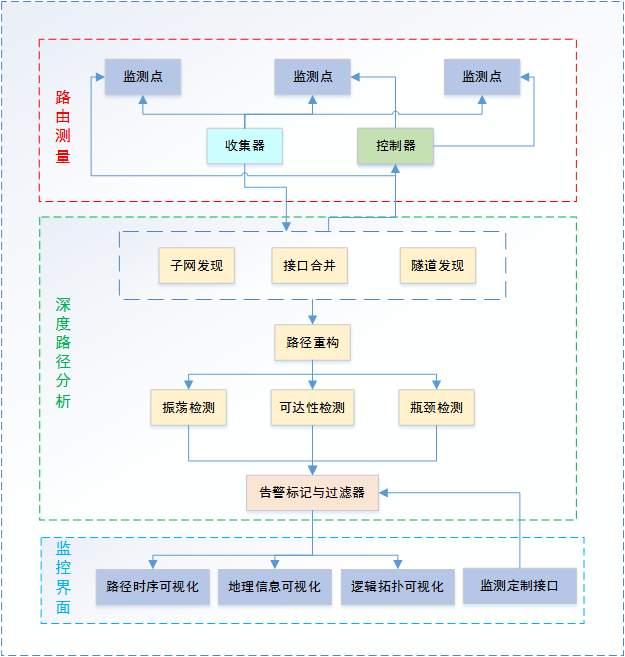 路由测量
监测点
监测点
监测点
收集器
控制器
深度路径分析
子网发现
接口合并
隧道发现
路径重构
振荡检测
可达性检测
瓶颈检测
告警标记与过滤器
监控界面
路径时序可视化
地理信息可视化
逻辑拓扑可视化
监测定制接口